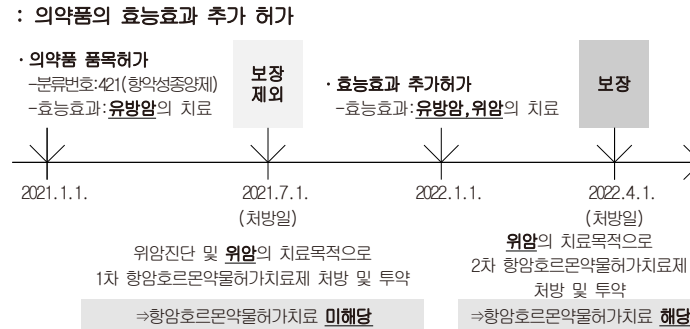 : 의약품의 효능효과 추가 허가
· 의약품 품목허가
-분류번호:421(항악성종양제)
-효능효과:유방암의 치료
보장
제외
· 효능효과 추가허가
-효능효과:유방암,위암의 치료
보장
2021.1.1.
2021.7.1.
(처방일)
2022.1.1.
2022.4.1.
(처방일)
위암진단 및 위암의 치료목적으로
1차 항암호르몬약물허가치료제 처방 및 투약
⇒항암호르몬약물허가치료 미해당
위암의 치료목적으로
2차 항암호르몬약물허가치료제
처방 및 투약
⇒항암호르몬약물허가치료 해당